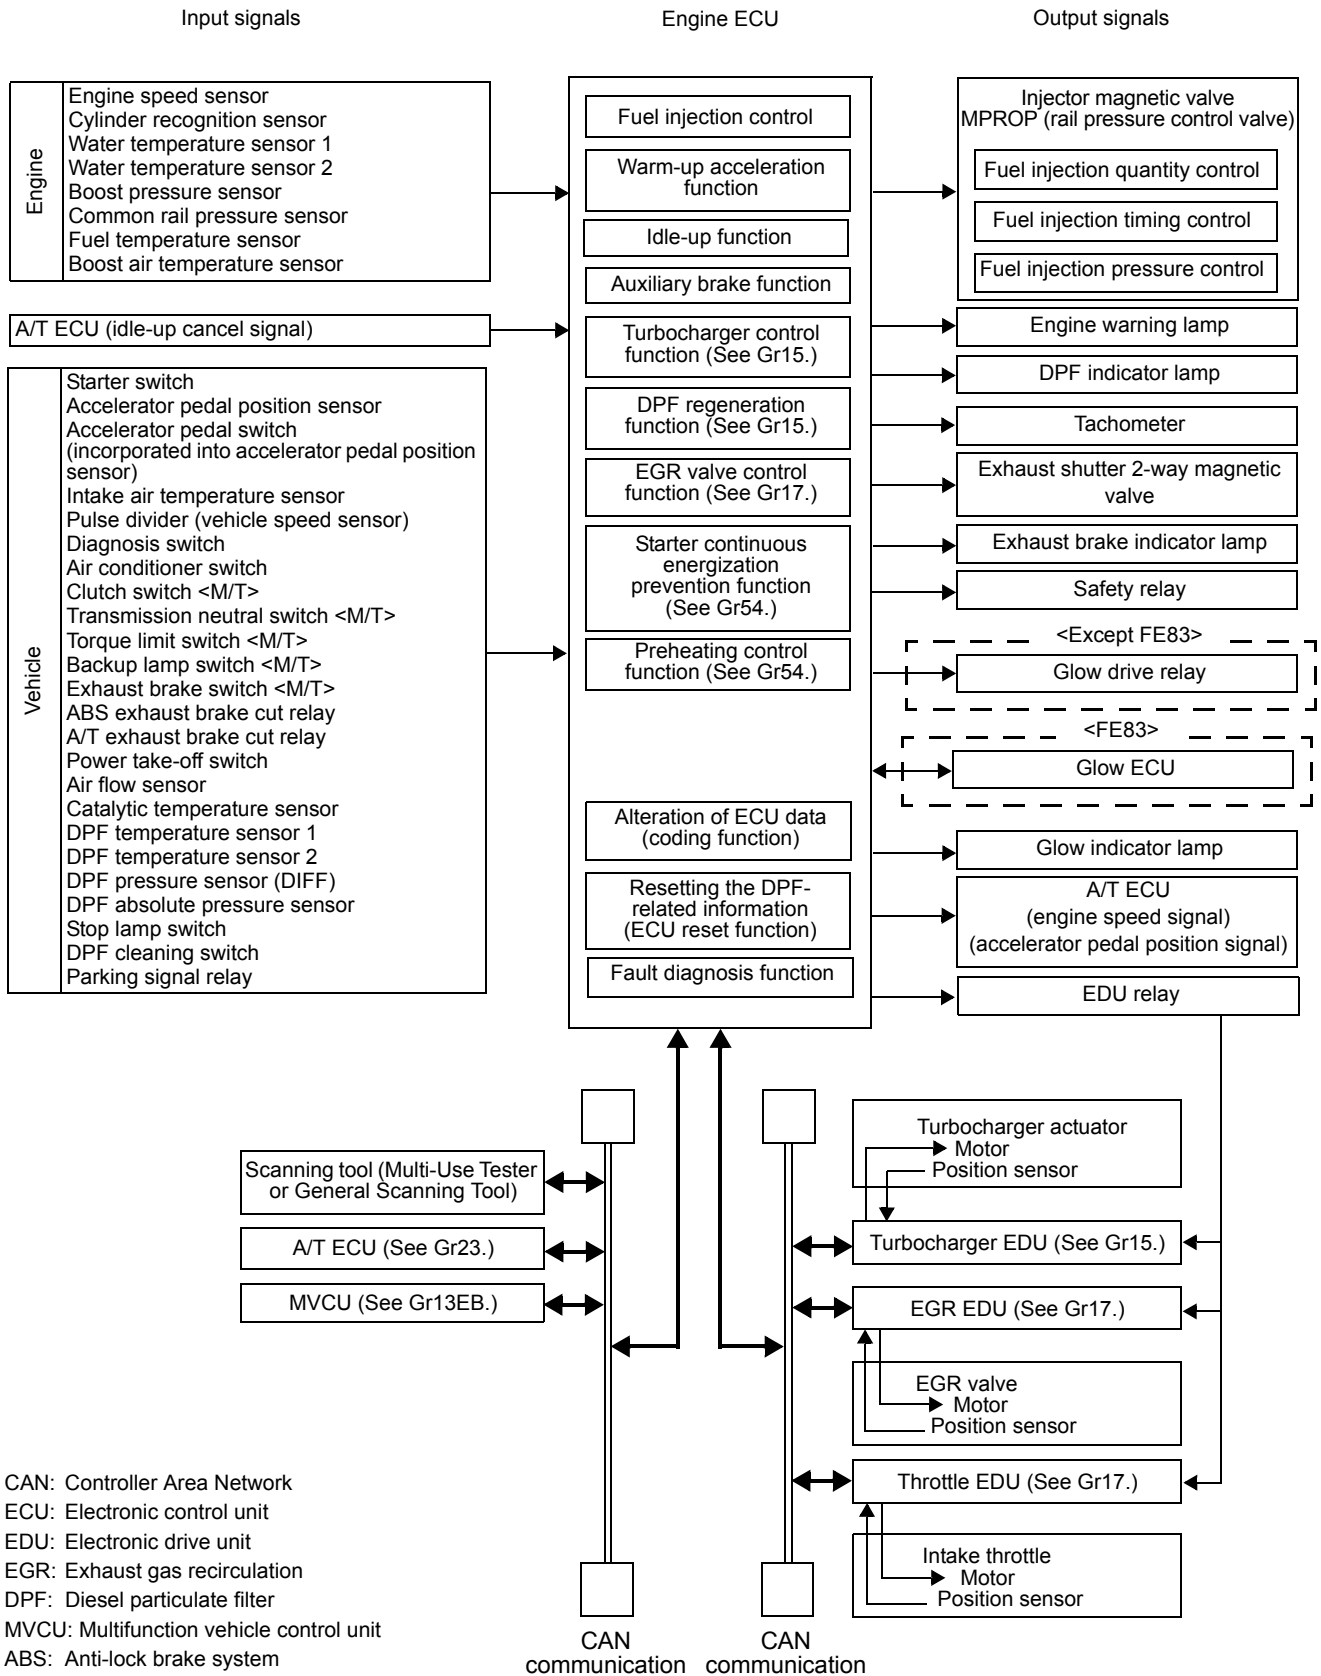 Input signals
Engine ECU
Output signals
Engine
Engine speed sensor
Cylinder recognition sensor
Water temperature sensor 1
Water temperature sensor 2
Boost pressure sensor
Common rail pressure sensor
Fuel temperature sensor
Boost air temperature sensor
A/T ECU (idle-up cancel signal)
Vehicle
Starter switch
Accelerator pedal position sensor
Accelerator pedal switch
(incorporated into accelerator pedal position
sensor)
Intake air temperature sensor
Pulse divider (vehicle speed sensor)
Diagnosis switch
Air conditioner switch
Clutch switch <M/T>
Transmission neutral switch <M/T>
Torque limit switch <M/T>
Backup lamp switch <M/T>
Exhaust brake switch <M/T>
ABS exhaust brake cut relay
A/T exhaust brake cut relay
Power take-off switch
Air flow sensor
Catalytic temperature sensor
DPF temperature sensor 1
DPF temperature sensor 2
DPF pressure sensor (DIFF)
DPF absolute pressure sensor
Stop lamp switch
DPF cleaning switch
Parking signal relay
Fuel injection control
Warm-up acceleration
function
Idle-up function
Auxiliary brake function
Turbocharger control
function (See Gr15.)
DPF regeneration
function (See Gr15.)
EGR valve control
function (See Gr17.)
Starter continuous
energization
prevention function
(See Gr54.)
Preheating control
function (See Gr54.)
Alteration of ECU data
(coding function)
Resetting the DPF-
related information
(ECU reset function)
Fault diagnosis function
Injector magnetic valve
MPROP (rail pressure control valve)
Fuel injection quantity control
Fuel injection timing control
Fuel injection pressure control
Engine warning lamp
DPF indicator lamp
Tachometer
Exhaust shutter 2-way magnetic
valve
Exhaust brake indicator lamp
Safety relay
<Except FE83>
Glow drive relay
<FE83>
Glow ECU
Glow indicator lamp
A/T ECU
(engine speed signal)
(accelerator pedal position signal)
EDU relay
Scanning tool (Multi-Use Tester
or General Scanning Tool)
A/T ECU (See Gr23.)
MVCU (See Gr13EB.)
Turbocharger actuator
Motor
Position sensor
Turbocharger EDU (See Gr15.)
EGR EDU (See Gr17.)
EGR valve
Motor
Position sensor
Throttle EDU (See Gr17.)
Intake throttle
Motor
Position sensor
CAN
communication
CAN
communication
CAN: Controller Area Network
ECU: Electronic control unit
EDU: Electronic drive unit
EGR: Exhaust gas recirculation
DPF: Diesel particulate filter
MVCU: Multifunction vehicle control unit
ABS: Anti-lock brake system